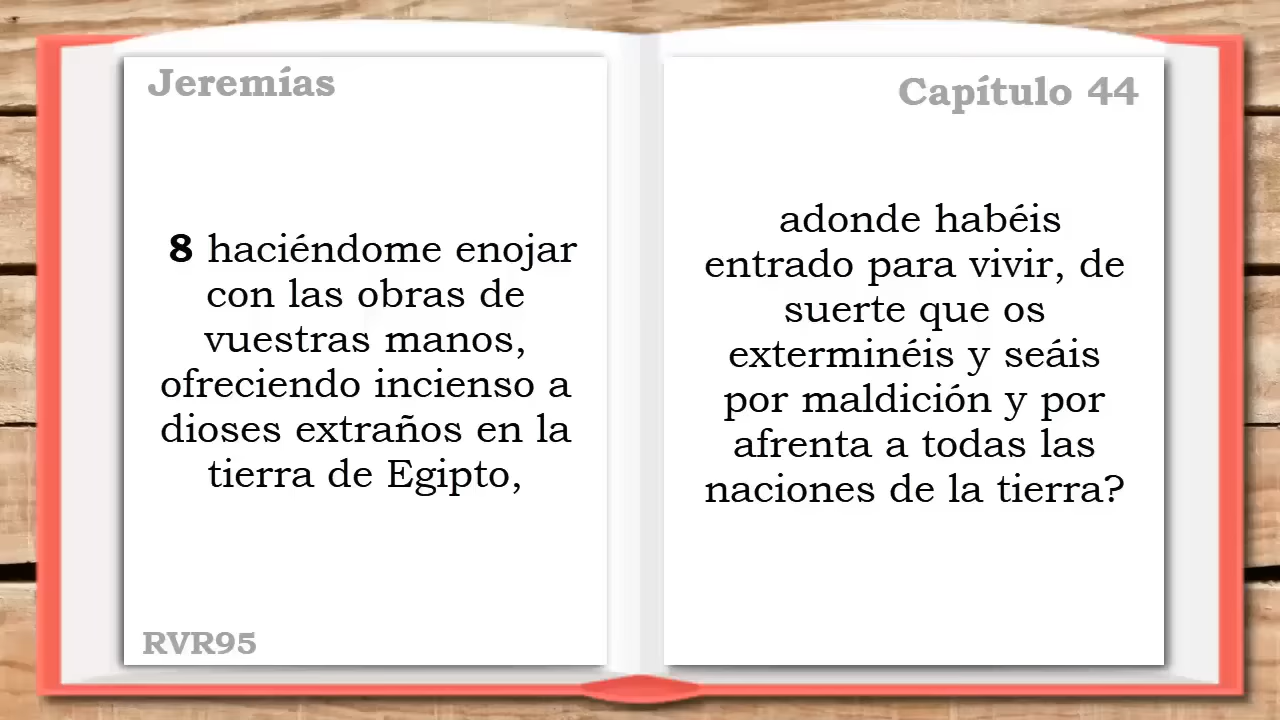 Jeremías
8 haciéndome enojar
con las obras de
vuestras manos,
ofreciendo incienso a
dioses extraños en la
tierra de Egipto,
RVR95
Capítulo 44
adonde habéis
entrado para vivir, de
suerte que os
exterminéis y seáis
por maldición y por
afrenta a todas las
naciones de la tierra?